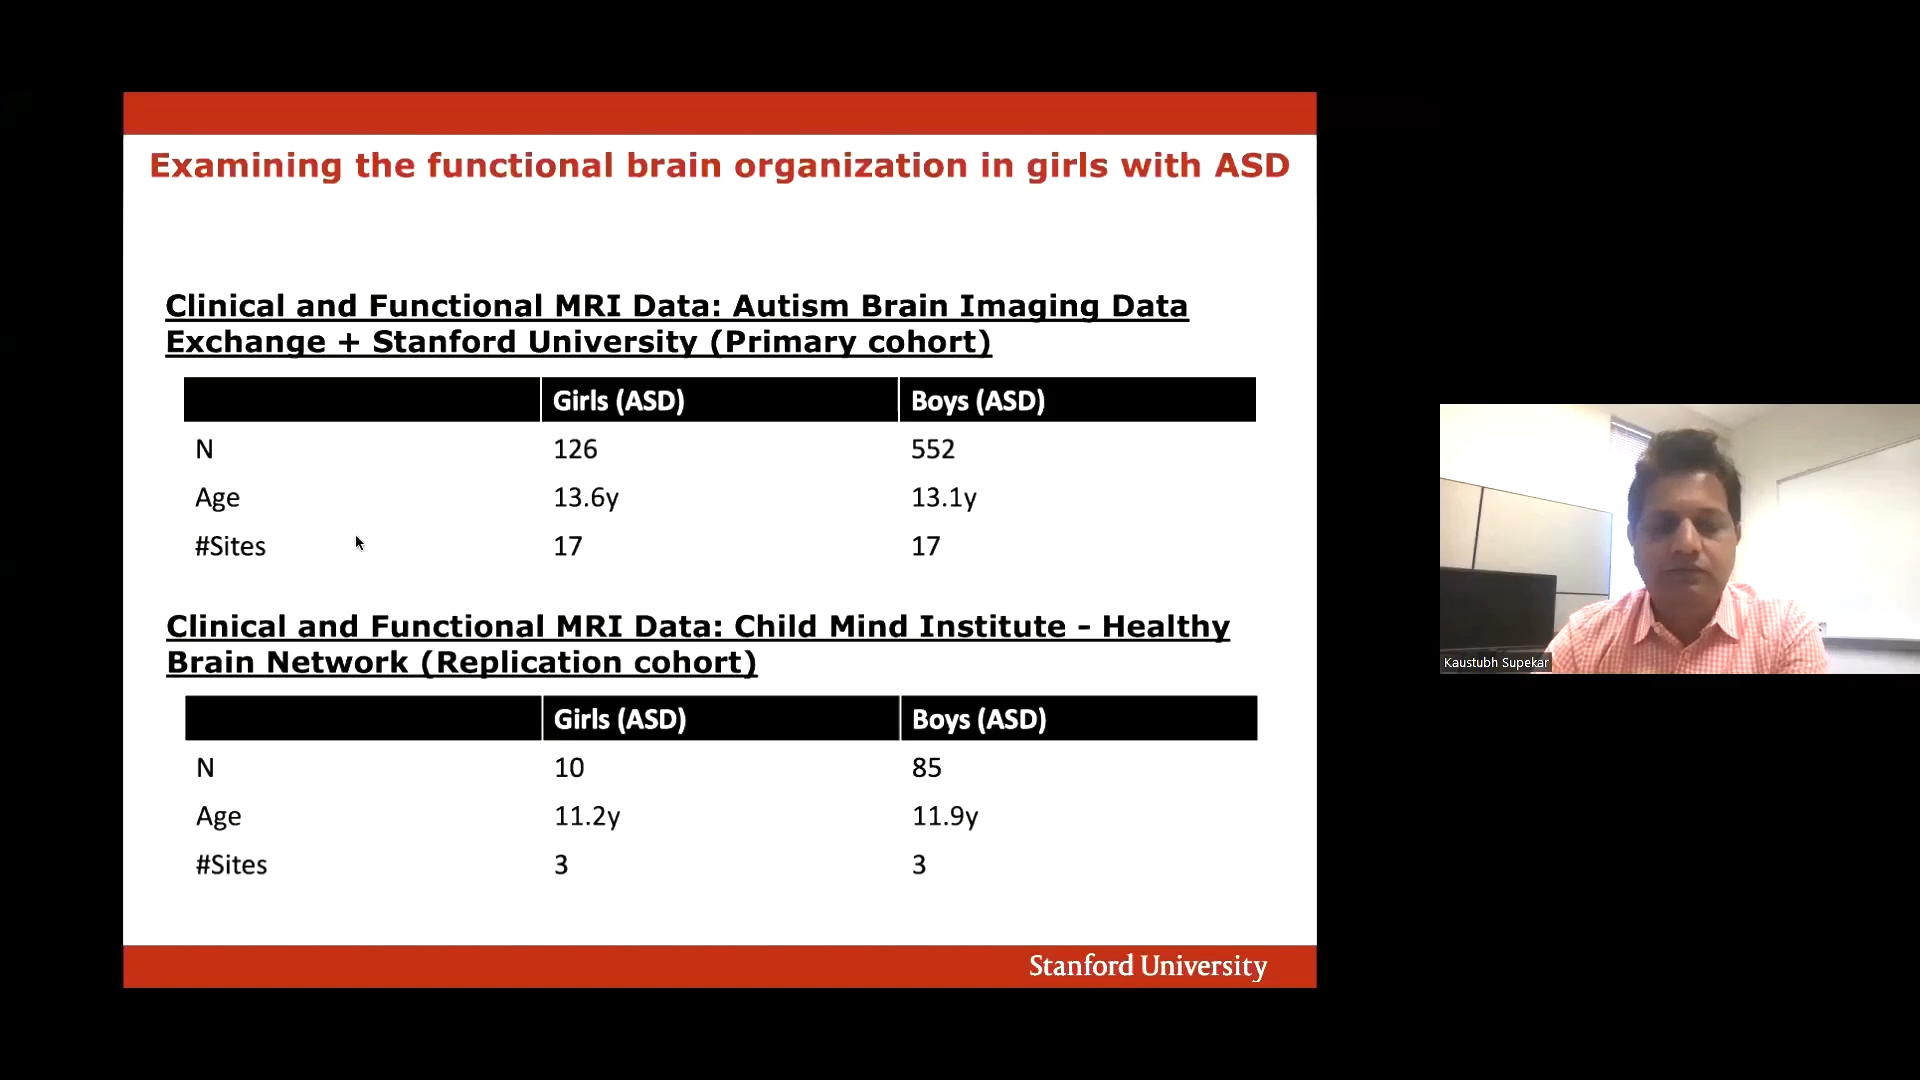 Examining the functional brain organization in girls with ASD
Clinical and Functional MRI Data: Autism Brain Imaging Data
Exchange + Stanford University (Primary cohort)
Girls (ASD) Boys (ASD)
N 126 552
Age 13.6y 13.1y
#Sites 17 17
Clinical and Functional MRI Data: Child Mind Institute - Healthy
Brain Network (Replication cohort)
Girls (ASD) Boys (ASD)
N 10 85
Age 11.2y 11.9y
#Sites 3 3
Stanford University
Kaustubh Supekar